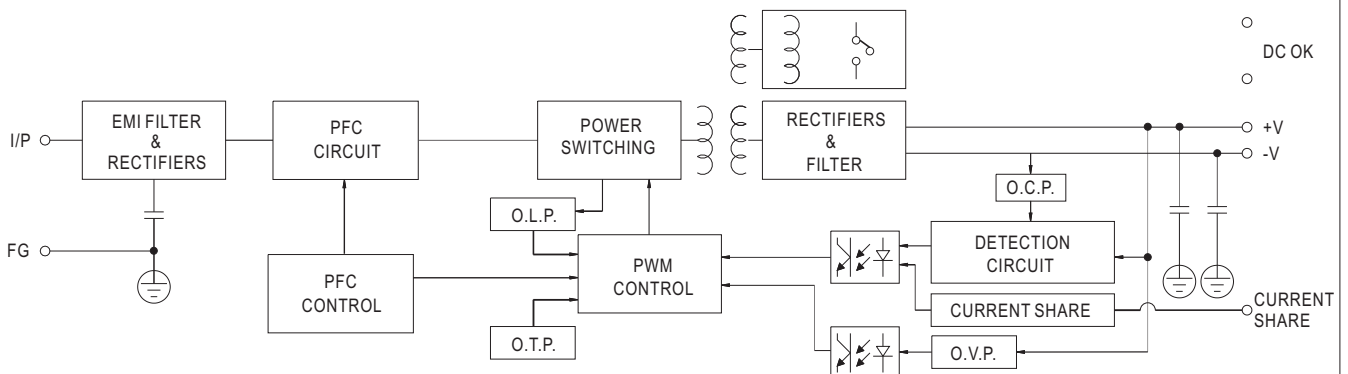 DC OK
I/P
EMI FILTER
&
RECTIFIERS
PFC
CIRCUIT
POWER
SWITCHING
RECTIFIERS
&
FILTER
+V
-V
O.C.P.
O.L.P.
FG
PFC
CONTROL
PWM
CONTROL
DETECTION
CIRCUIT
CURRENT SHARE
CURRENT
SHARE
O.T.P.
O.V.P.